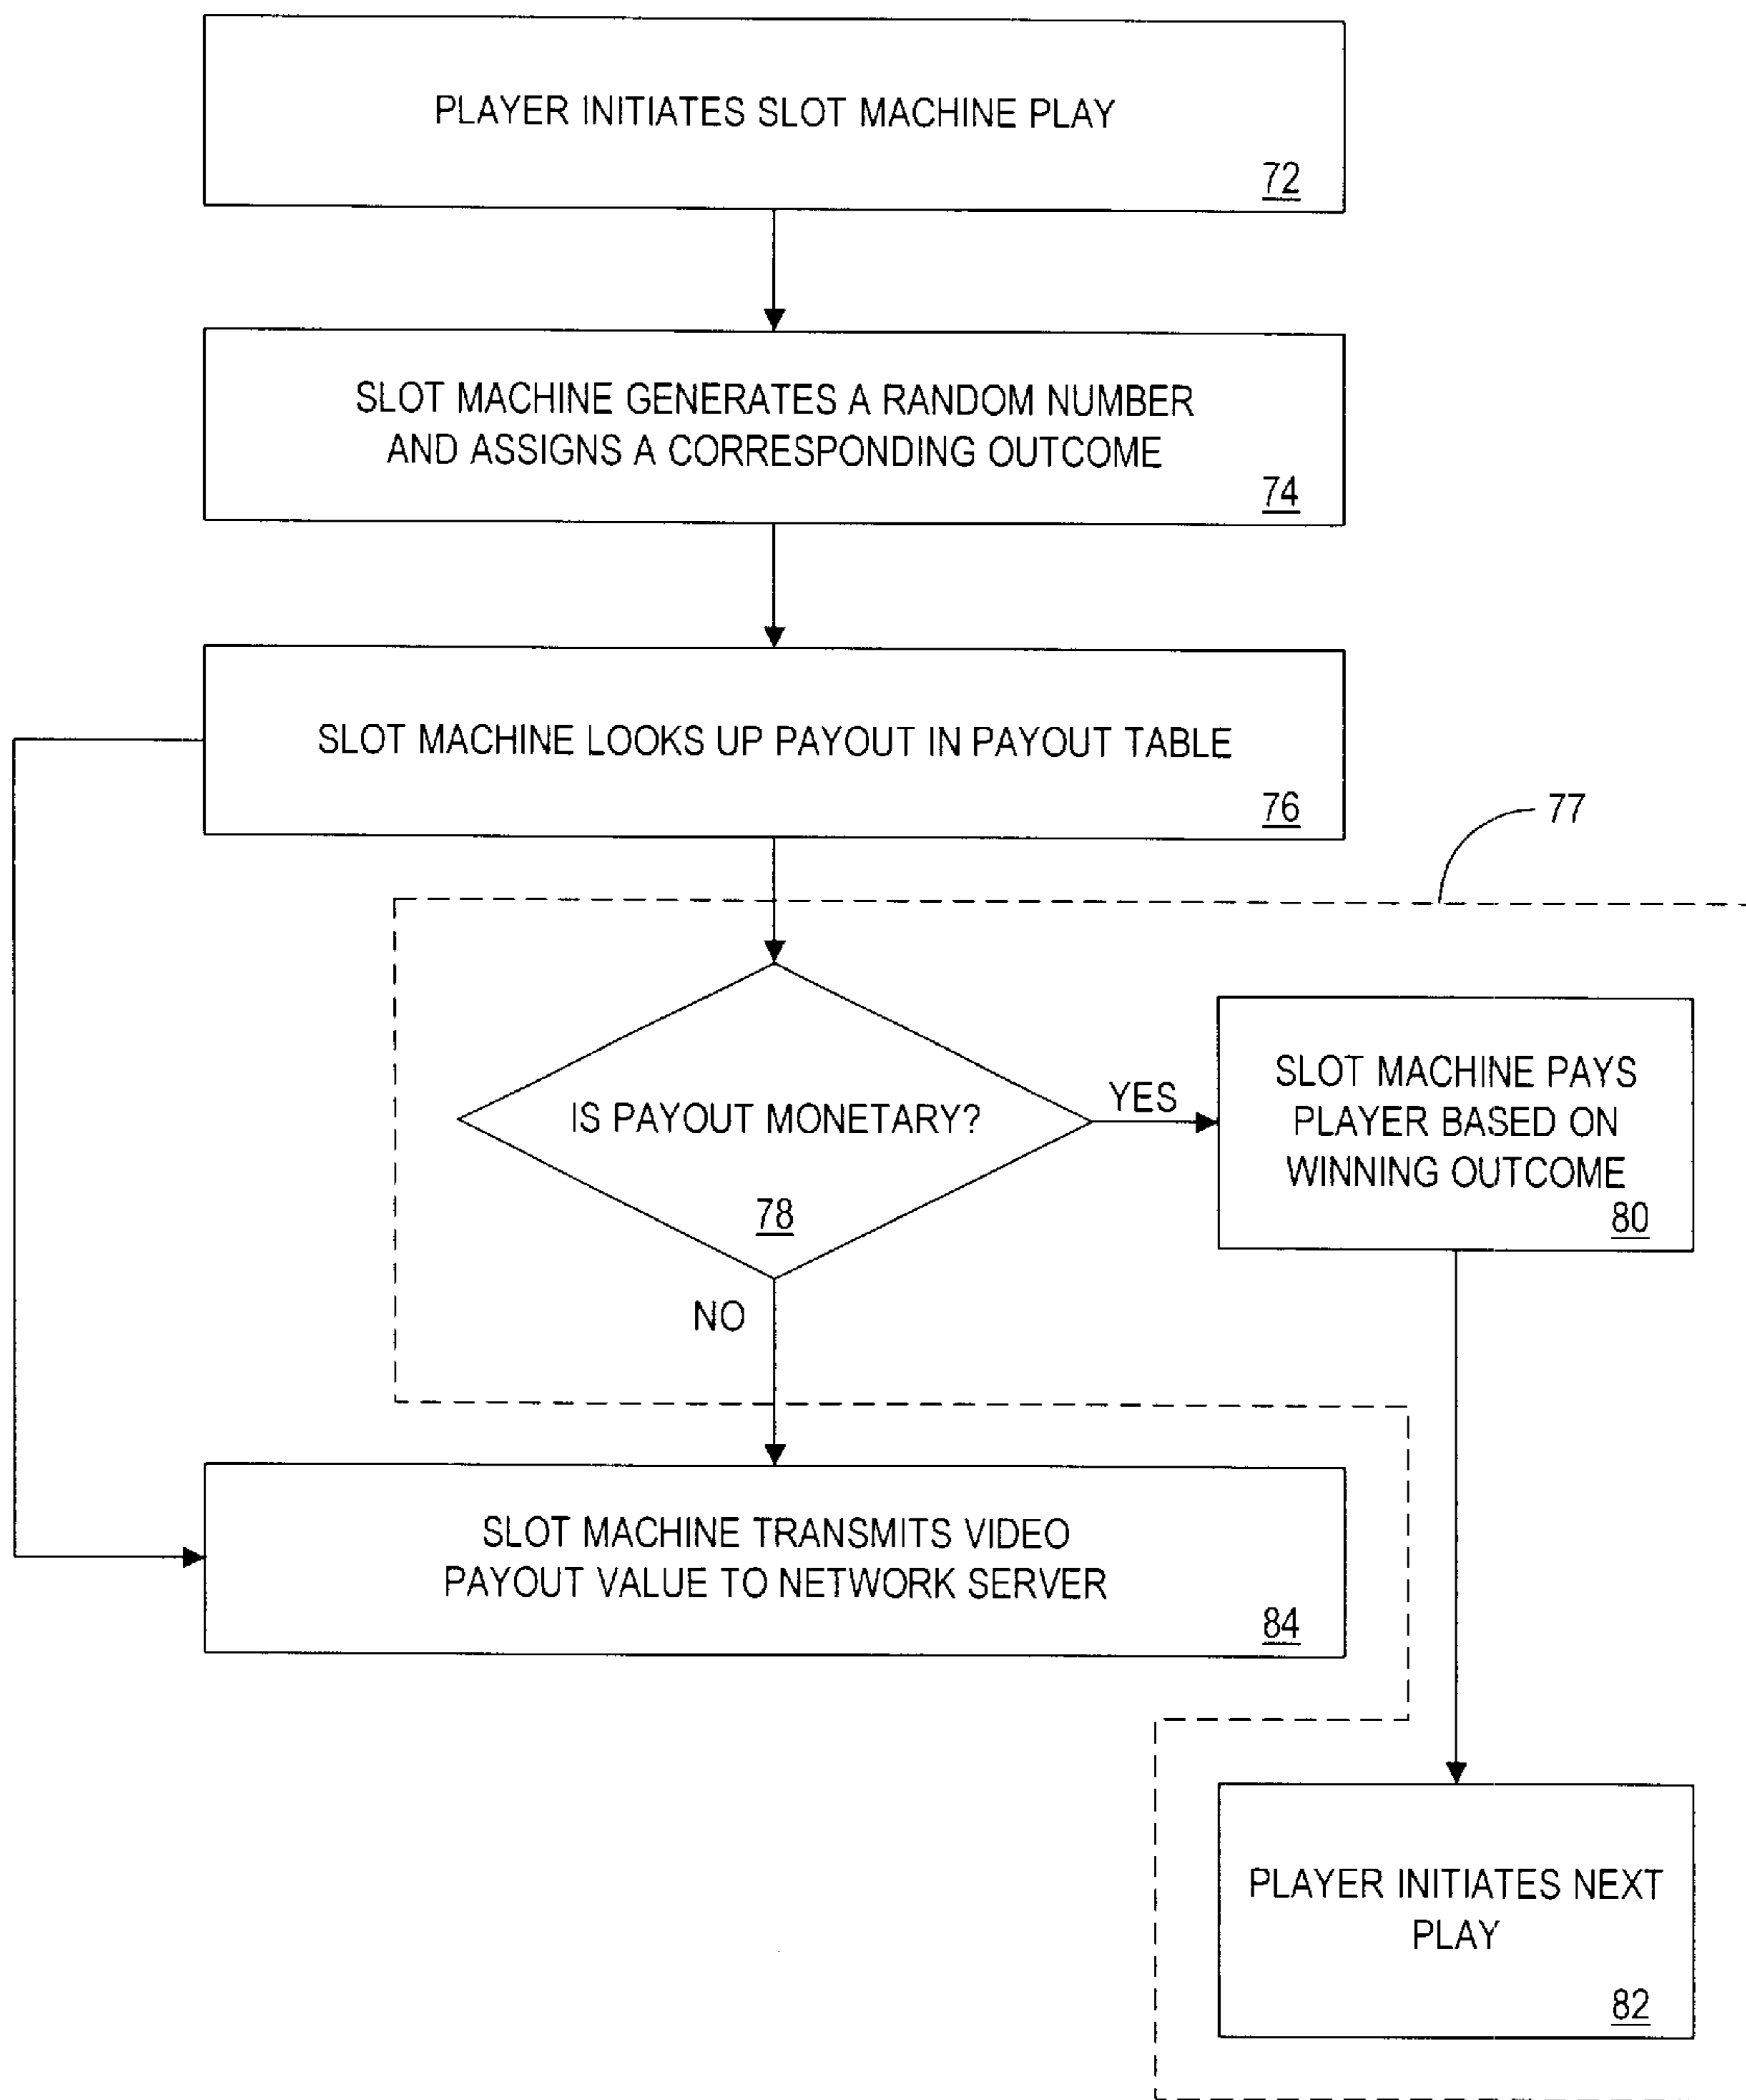 PLAYER INITIATES SLOT MACHINE PLAY
72
SLOT MACHINE GENERATES A RANDOM NUMBER
AND ASSIGNS A CORRESPONDING OUTCOME
74
SLOT MACHINE LOOKS UP PAYOUT IN PAYOUT TABLE
76
77
IS PAYOUT MONETARY?
78
YES
SLOT MACHINE PAYS
PLAYER BASED ON
WINNING OUTCOME
80
NO
SLOT MACHINE TRANSMITS VIDEO
PAYOUT VALUE TO NETWORK SERVER
84
PLAYER INITIATES NEXT
PLAY
82